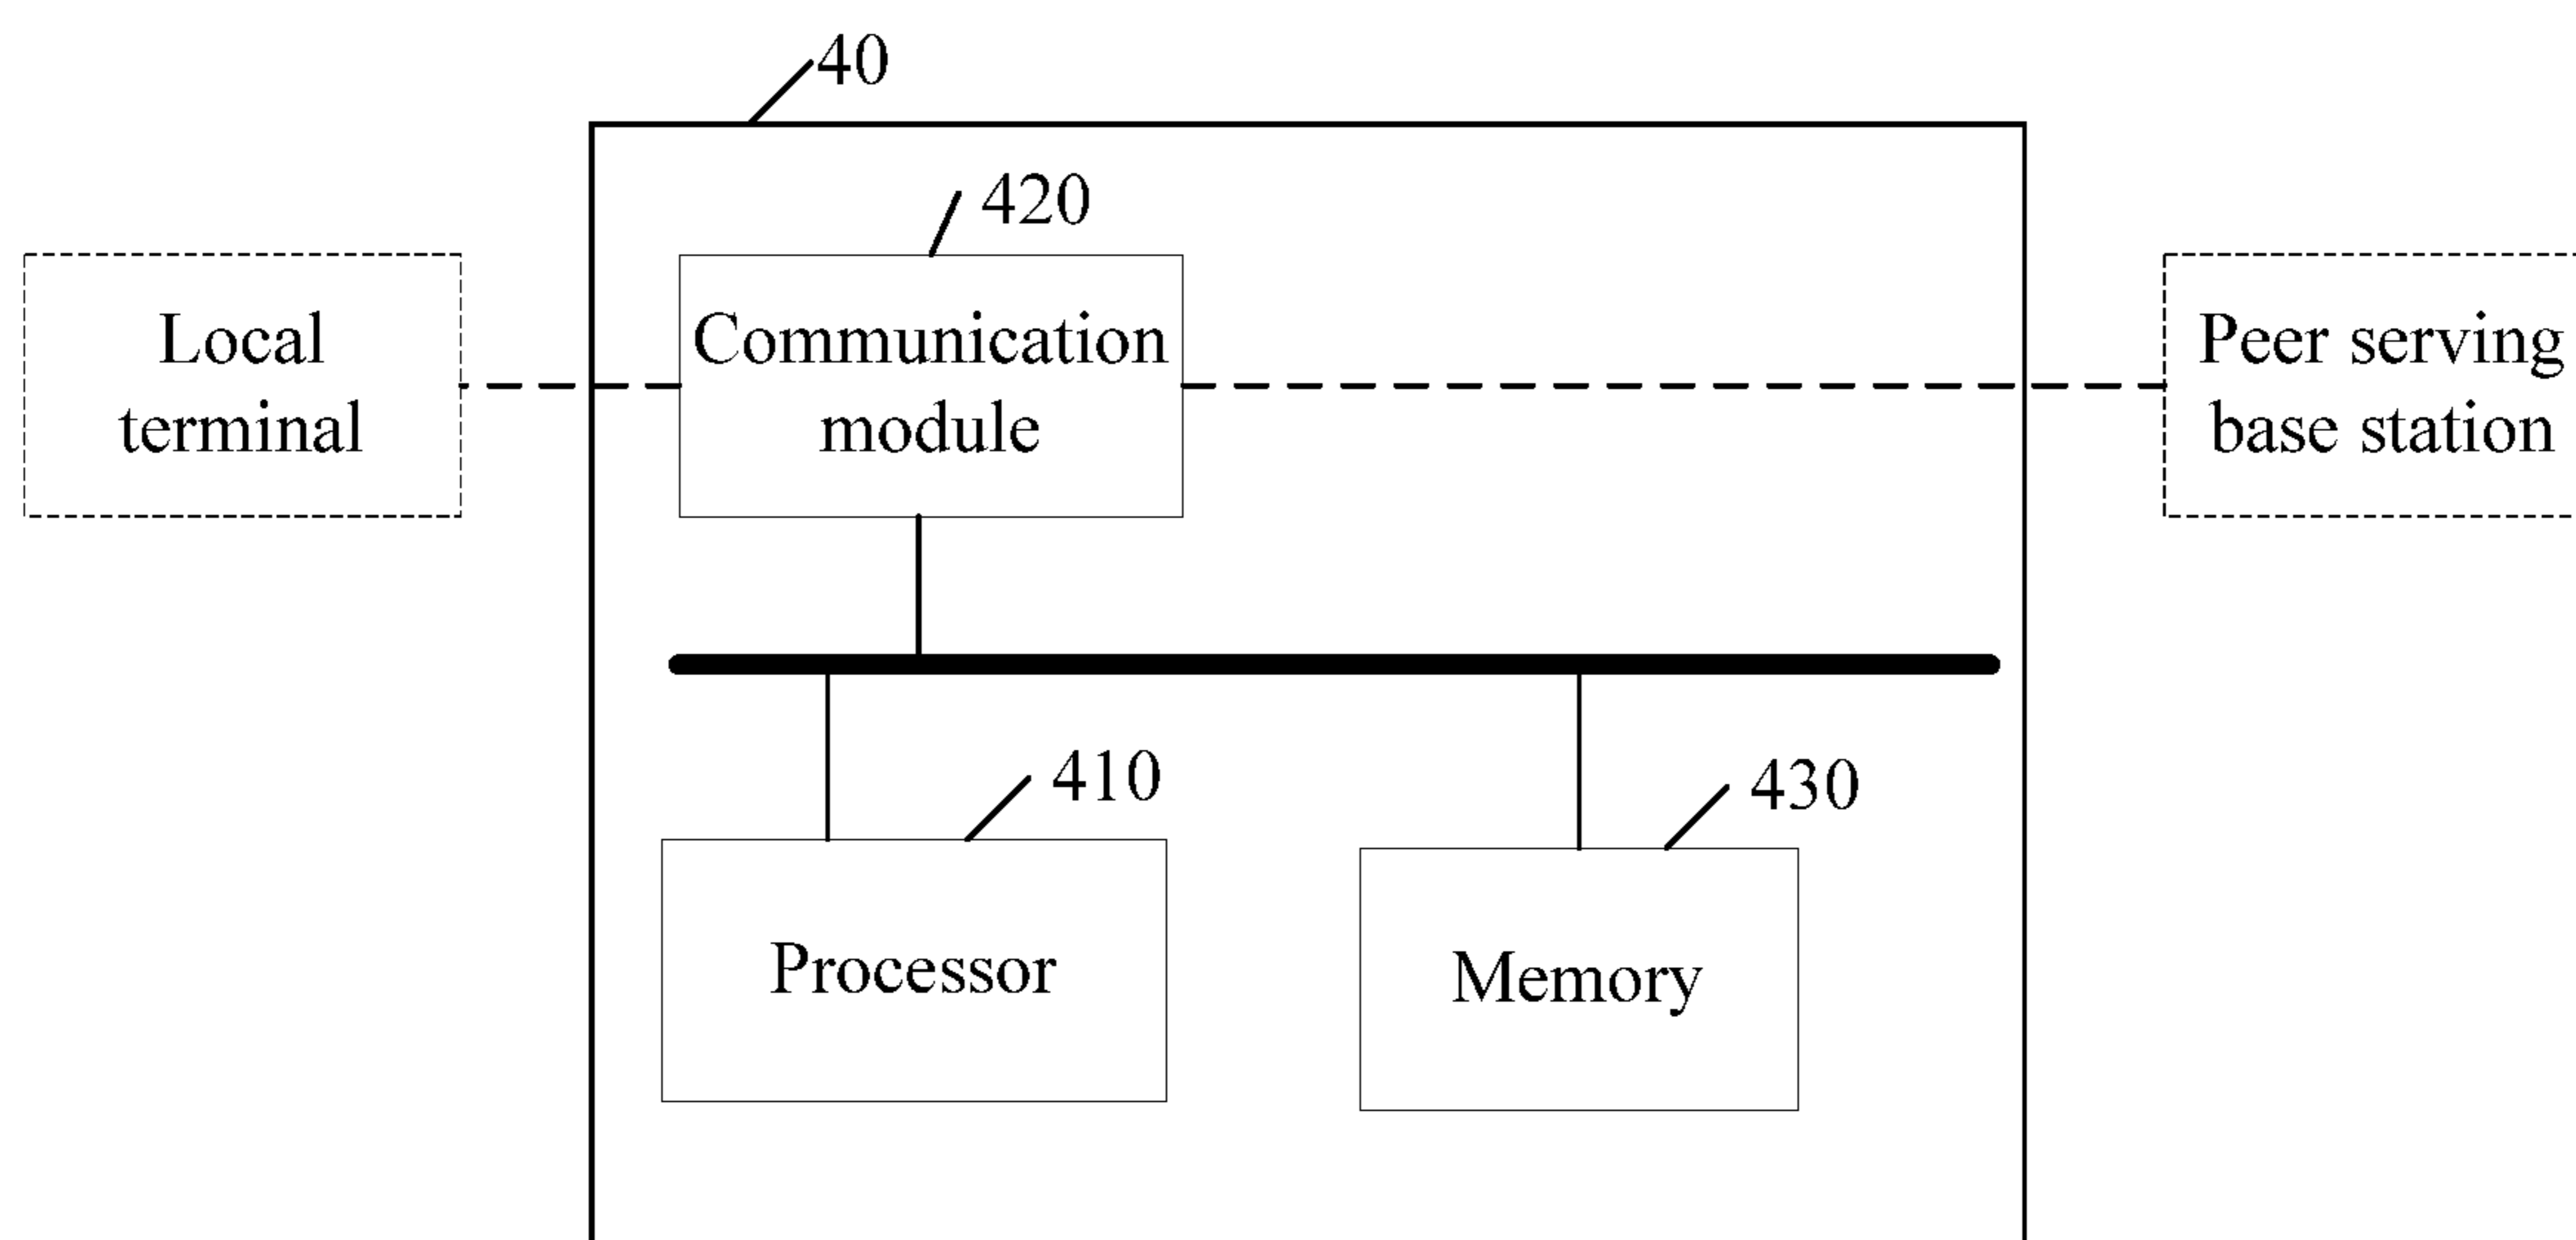 40
420
Local
terminal
Communication
module
Peer serving
base station
410
430
Processor
Memory